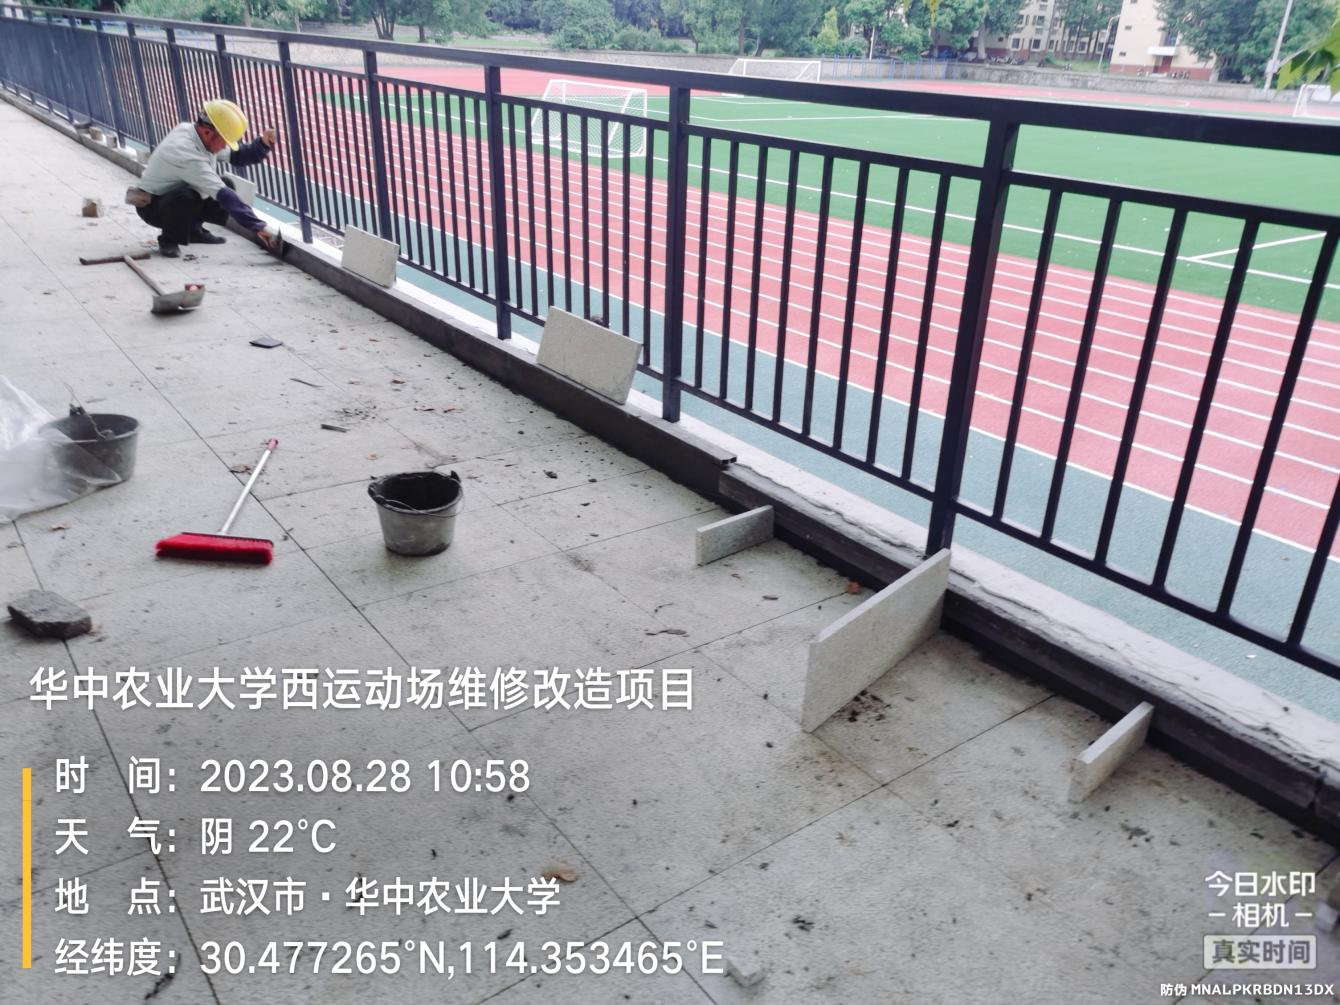 华中农业大学西运动场维修改造项目
时 间：2023.08.28 10:58
天 气：阴 22°C
地 点：武汉市·华中农业大学
经纬度：30.477265°N,114.353465°E
今日水印
-相机-
真实时间
防伪 MNALPKRBDN13DX